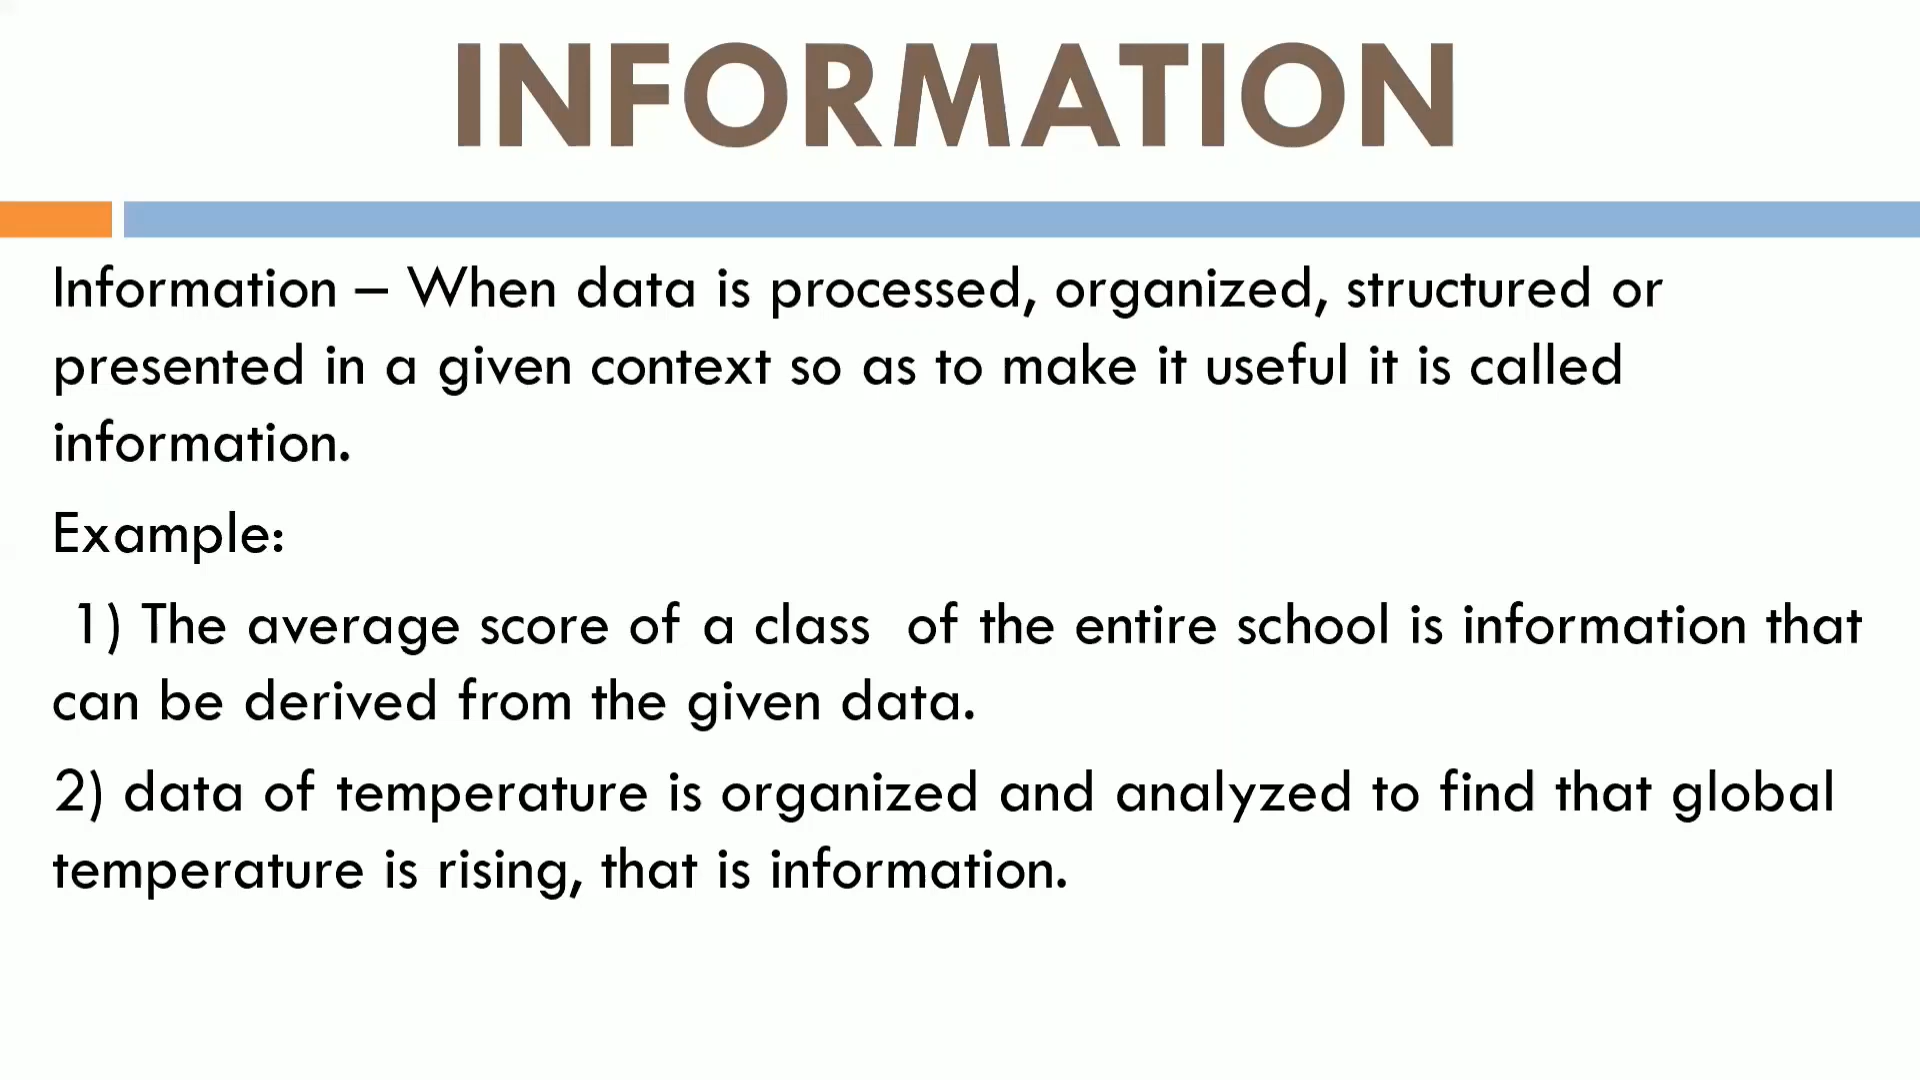 INFORMATION
Information – When data is processed, organized, structured or
presented in a given context so as to make it useful it is called
information.
Example:
1) The average score of a class  of the entire school is information that
can be derived from the given data.
2) data of temperature is organized and analyzed to find that global
temperature is rising, that is information.